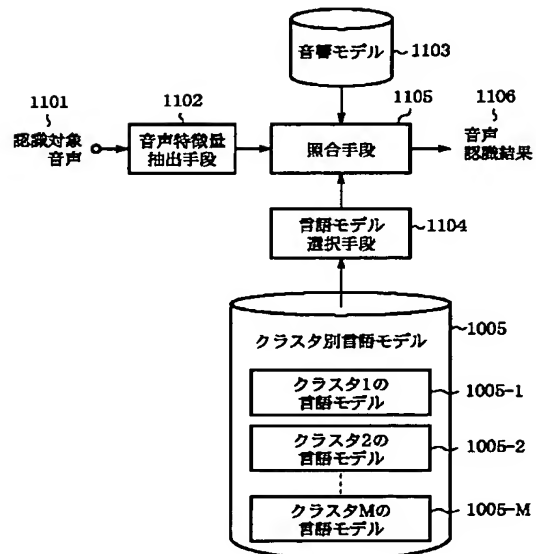 音響モデル
1103
1101
1102
1105
1106
認識対象
音声
音声特徴量
抽出手段
照合手段
音声
認識結果
言語モデル
選択手段
1104
クラスタ別言語モデル
1005
クラスタ1の
言語モデル
1005-1
クラスタ2の
言語モデル
1005-2
クラスタMの
言語モデル
1005-M